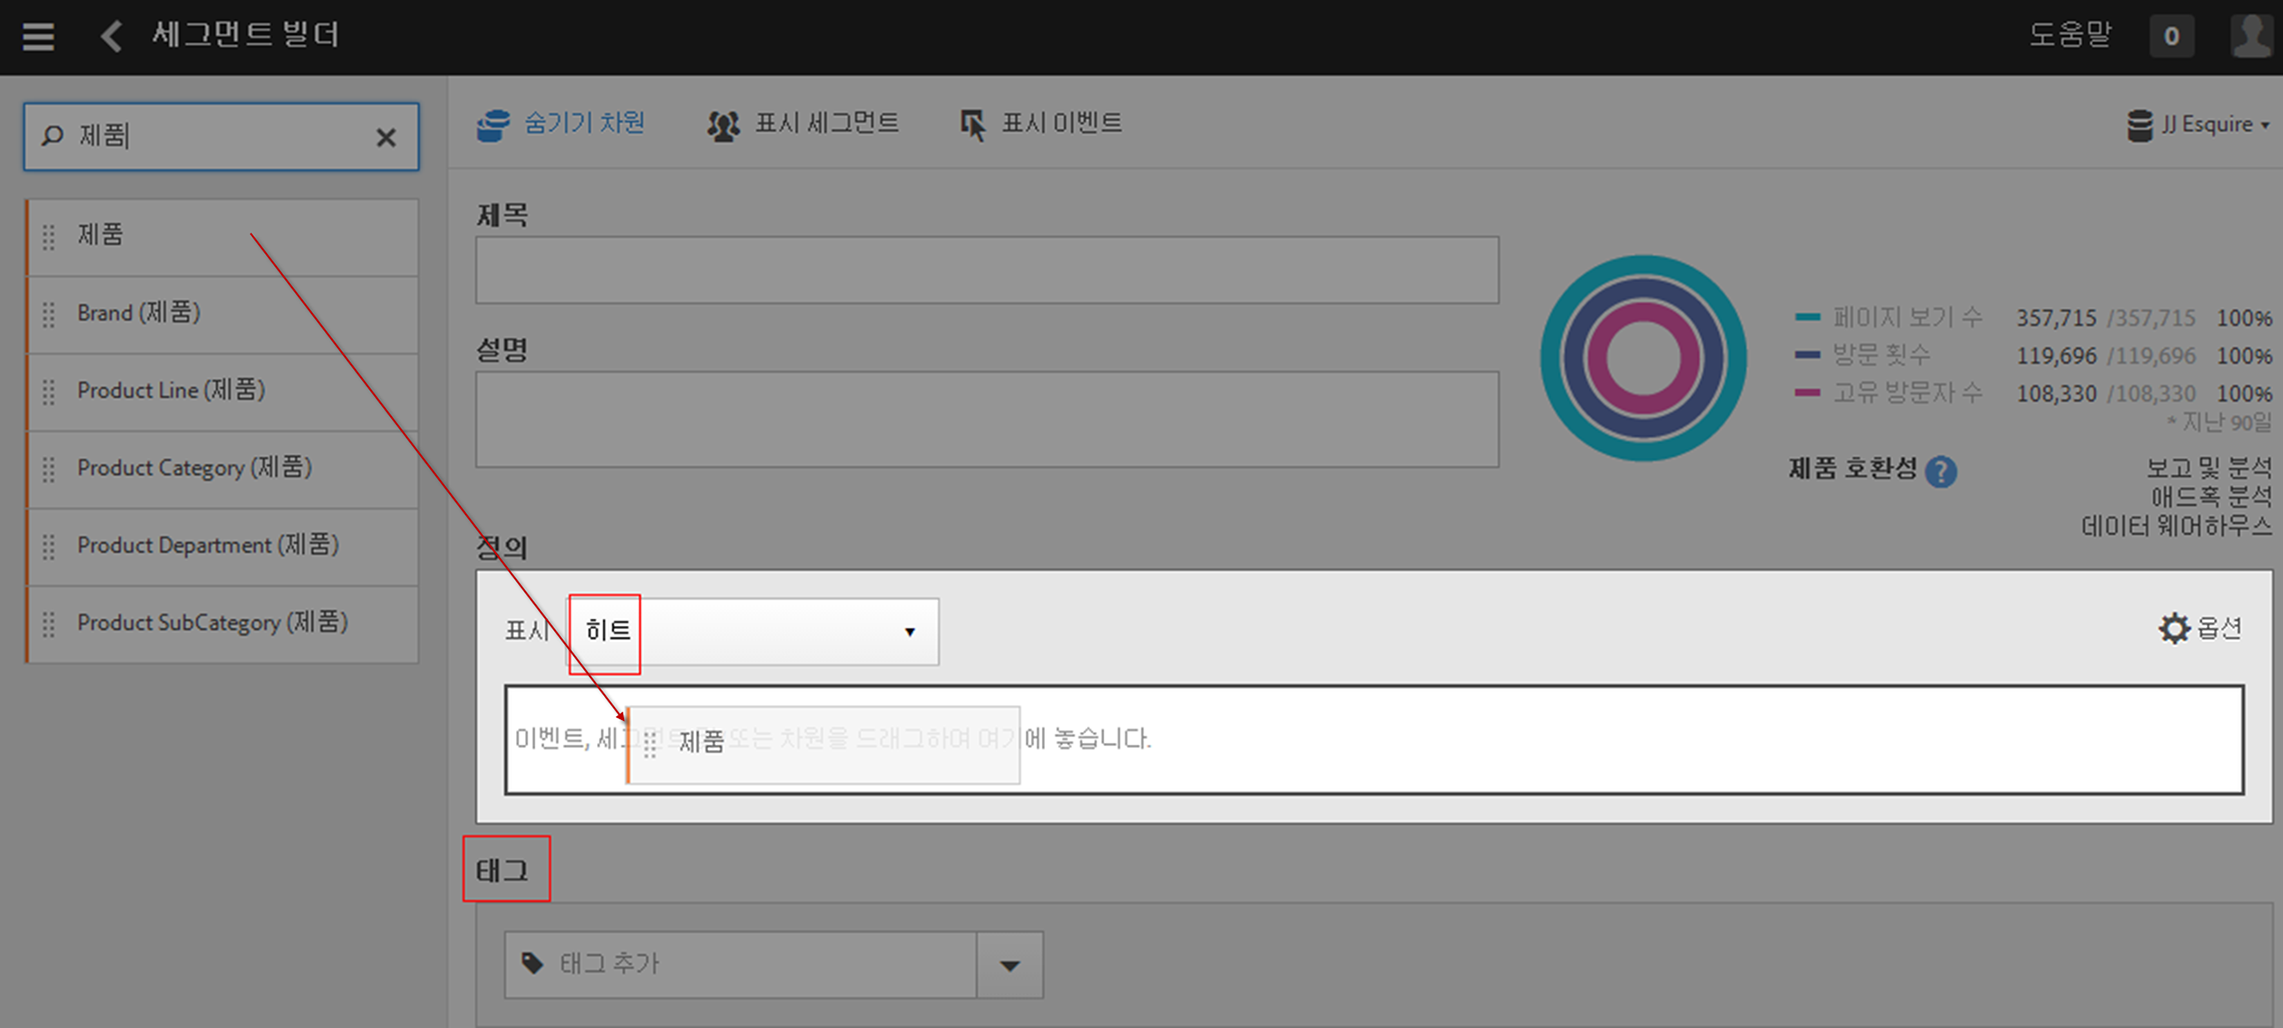 세그먼트 빌더
도움말
0
제품
제품
Brand (제품)
Product Line (제품)
Product Category (제품)
Product Department (제품)
Product SubCategory (제품)
숨기기 차원
표시 세그먼트
표시 이벤트
JJ Esquire
제목
설명
페이지 보기 수 357,715 /357,715 100%
방문 횟수 119,696 /119,696 100%
고유 방문자 수 108,330 /108,330 100%
* 지난 90일
제품 호환성 ?
보고 및 분석
애드혹 분석
데이터 웨어하우스
정의
표시 히트
옵션
이벤트, 세그먼트 및/또는 차원을 드래그하여 여기에 놓습니다.
제품
태그
태그 추가